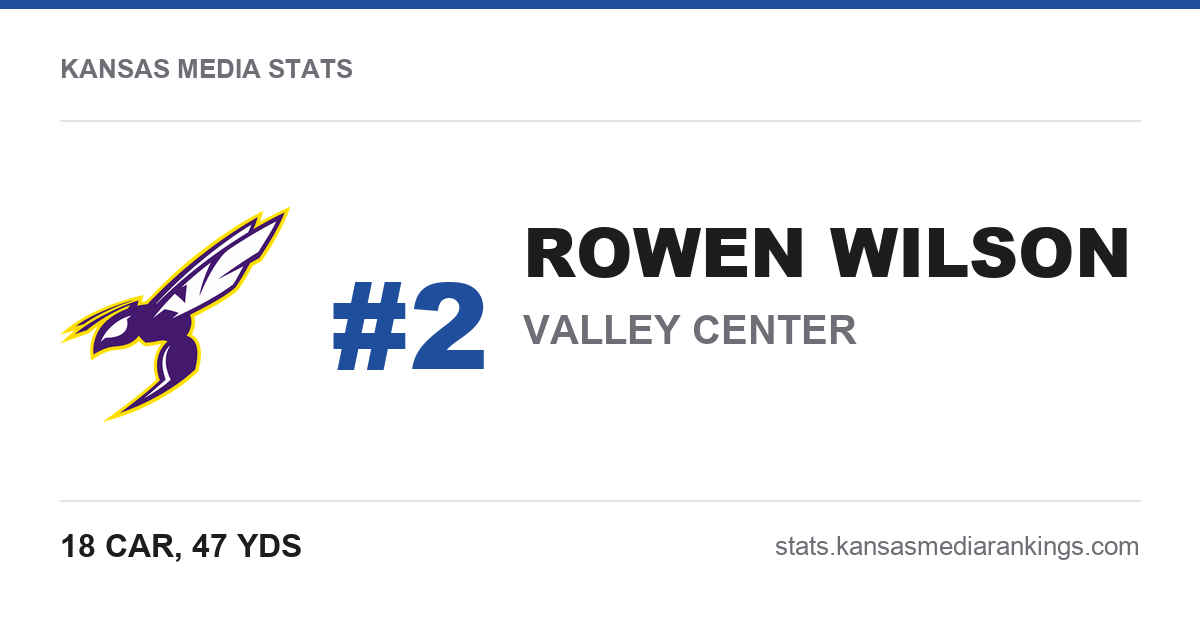 KANSAS MEDIA STATS
#2
ROWEN WILSON
VALLEY CENTER
18 CAR, 47 YDS
stats.kansasmediarankings.com